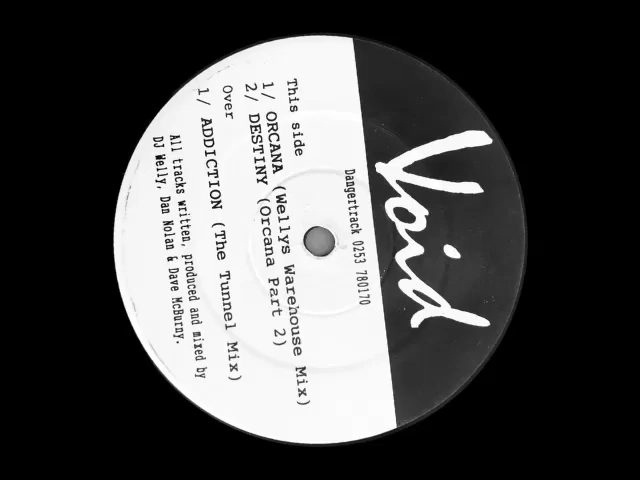 Void
Dangertrack 0253 780170
This side
1/ ORCANA (Wellys Warehouse Mix)
2/ DESTINY (Orcana Part 2)
Over
1/ ADDICTION (The Tunnel Mix)
All tracks written, produced and mixed by
DJ Welly, Dan Nolan & Dave McBurny.